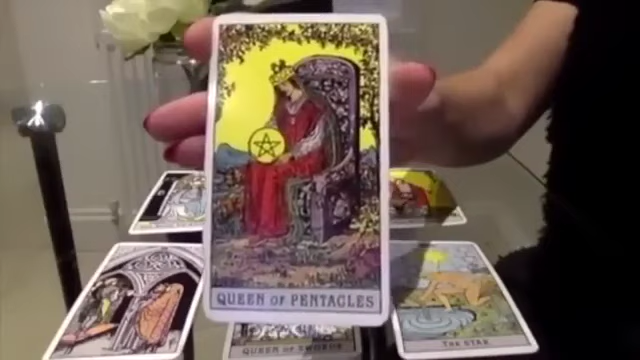 QUEEN OF PENTACLES
THE STAR
QUEEN OF SWORDS